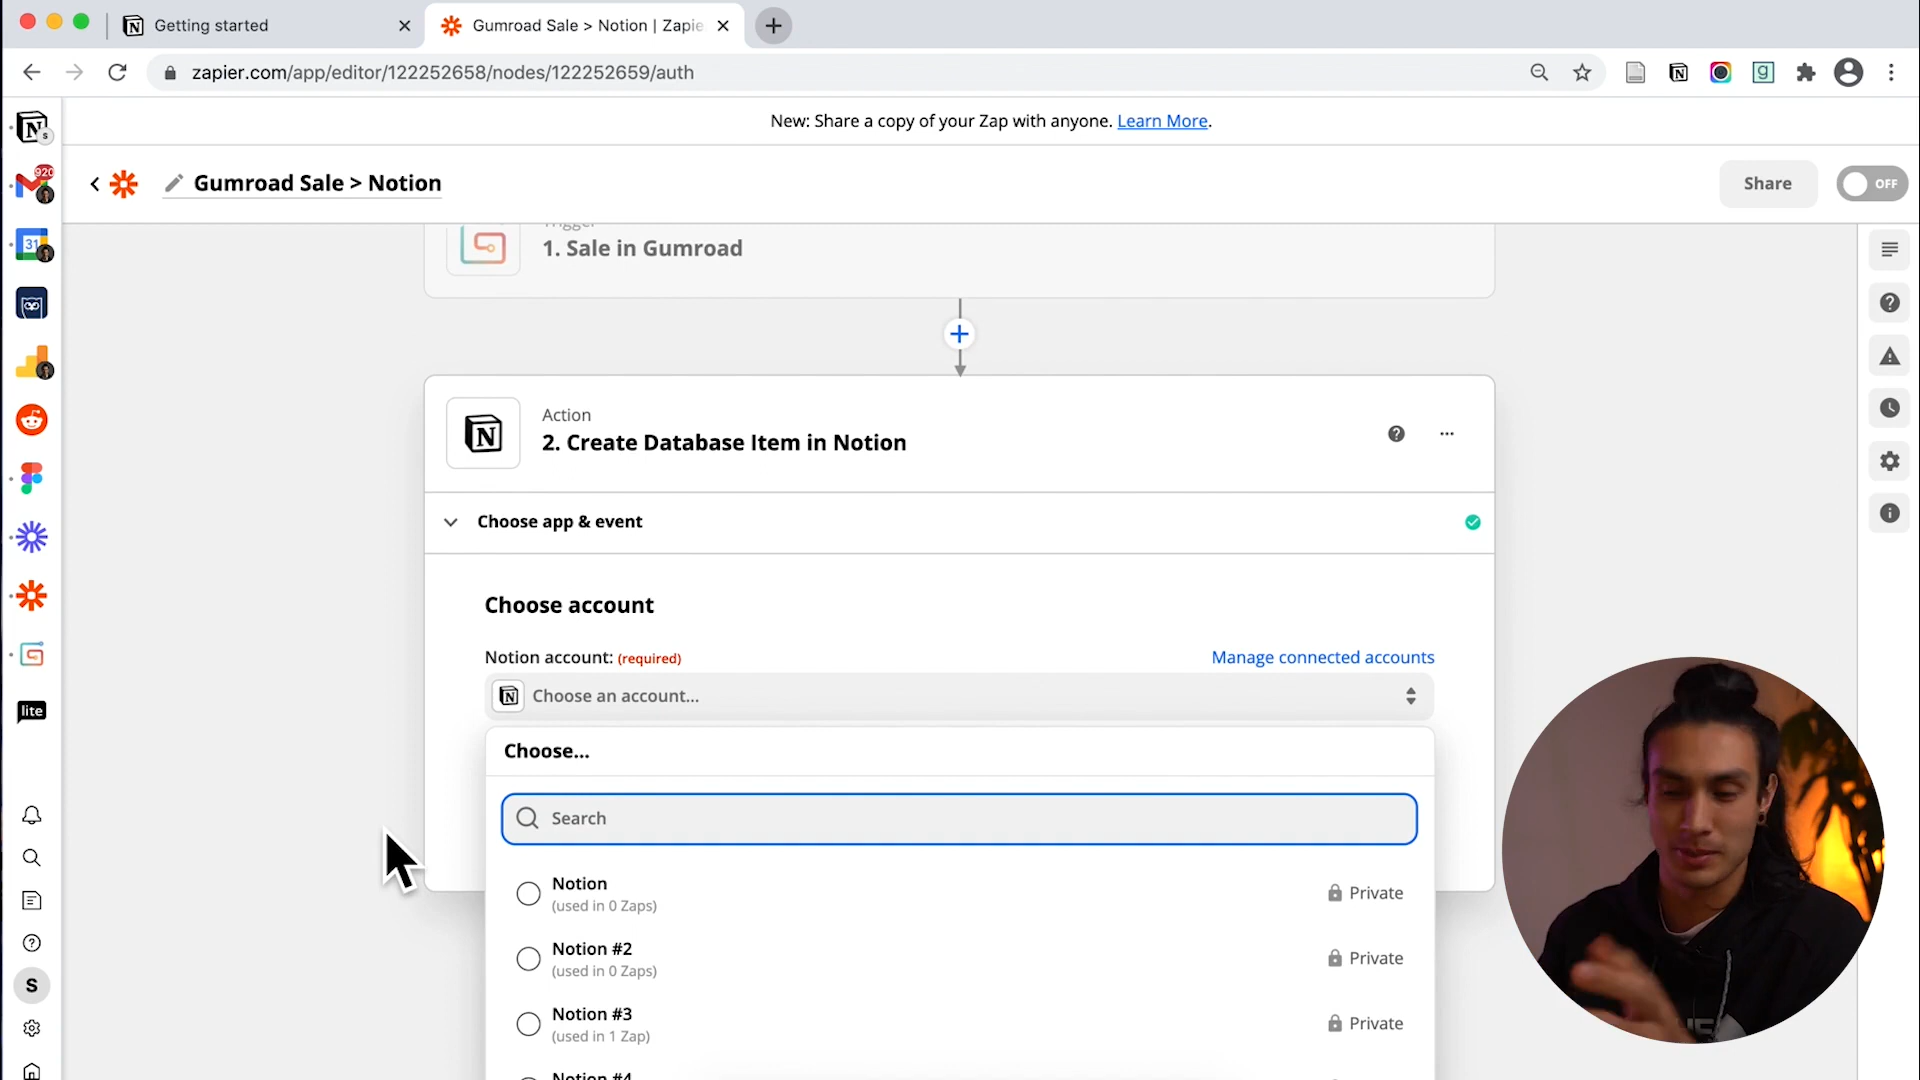 Getting started
Gumroad Sale > Notion | Zapie
zapier.com/app/editor/122252658/nodes/122252659/auth
New: Share a copy of your Zap with anyone. Learn More.
920
Gumroad Sale > Notion
Share
OFF
31
Trigger
1. Sale in Gumroad
Action
2. Create Database Item in Notion
Choose app & event
Choose account
Notion account: (required)
Manage connected accounts
Choose an account...
lite
Choose...
Search
Notion
(used in 0 Zaps)
Private
Notion #2
(used in 0 Zaps)
Private
S
Notion #3
(used in 1 Zap)
Private
Notion #4